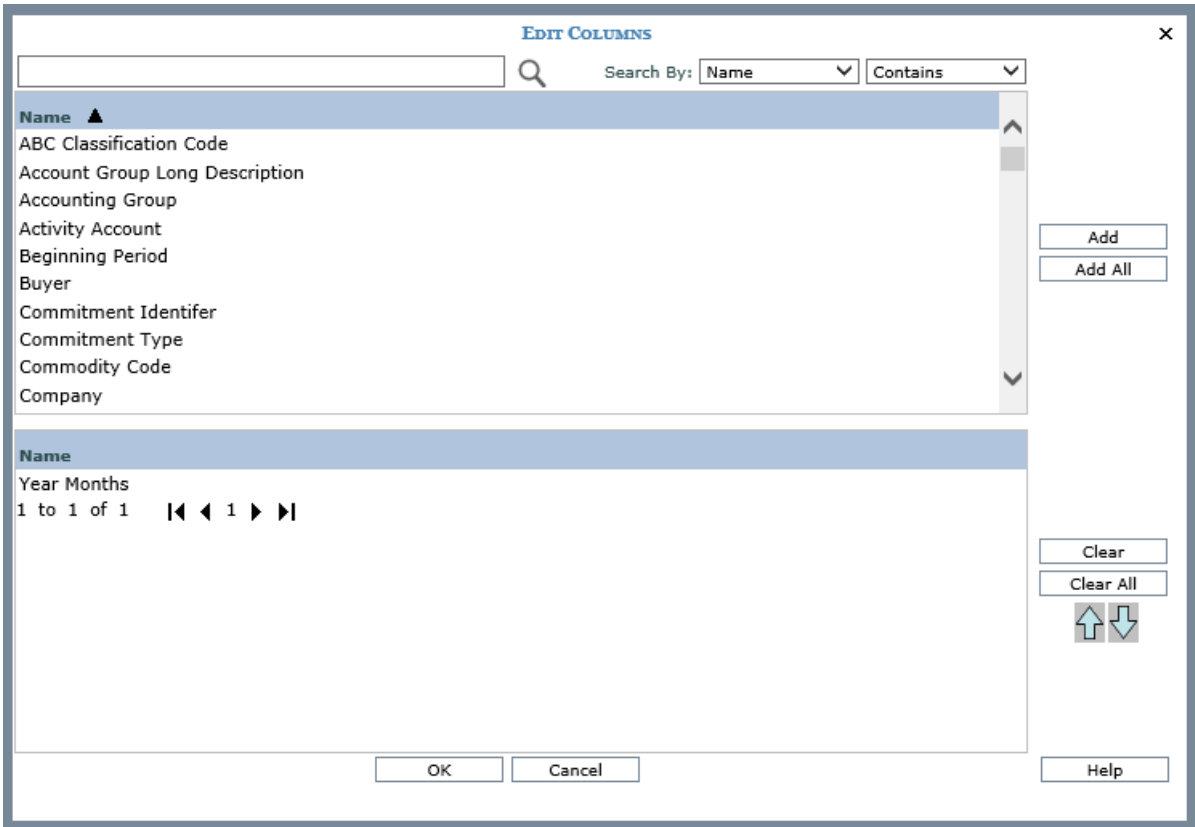 Edit Columns
Search By: Name Contains
Name
ABC Classification Code
Account Group Long Description
Accounting Group
Activity Account
Beginning Period
Buyer
Commitment Identifer
Commitment Type
Commodity Code
Company
Add
Add All
Name
Year Months
1 to 1 of 1 1
Clear
Clear All
OK Cancel Help